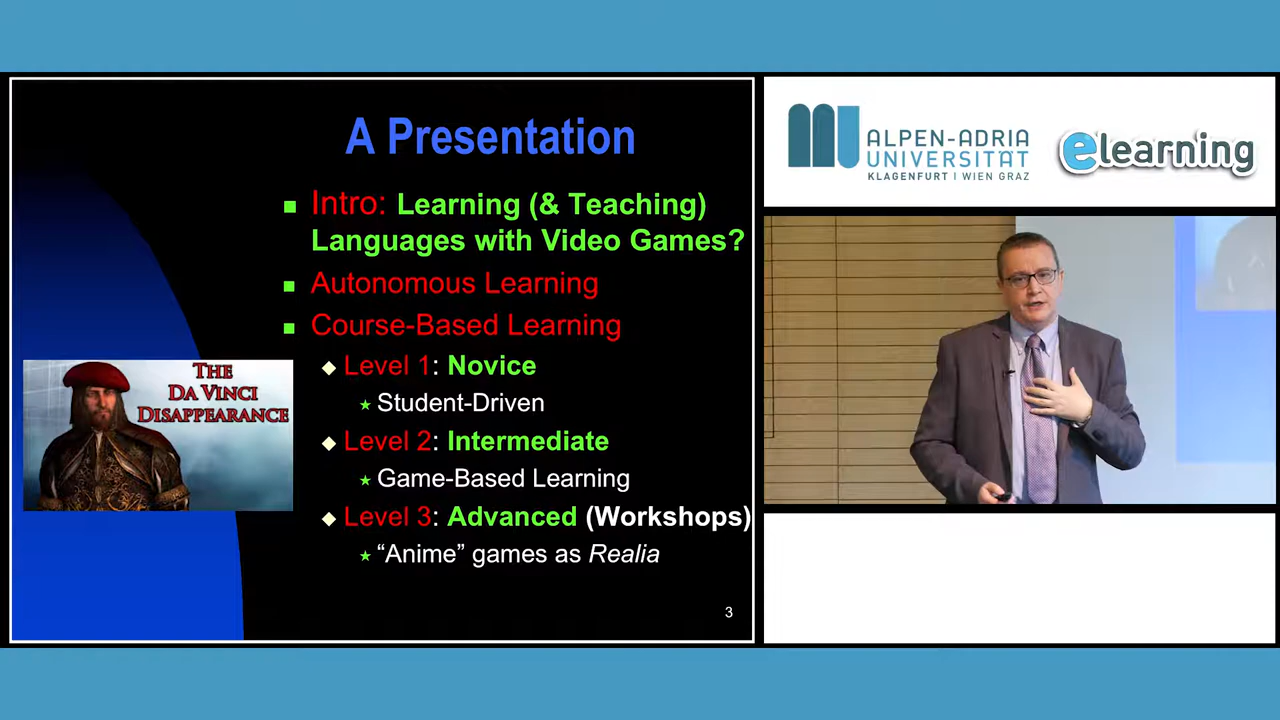 A Presentation
■ Intro: Learning (& Teaching)
Languages with Video Games?
■ Autonomous Learning
■ Course-Based Learning
◆ Level 1: Novice
★ Student-Driven
◆ Level 2: Intermediate
★ Game-Based Learning
◆ Level 3: Advanced (Workshops)
★ “Anime” games as Realia
3
THE
DA VINCI
DISAPPEARANCE
ALPEN-ADRIA
UNIVERSITÄT
KLAGENFURT I WIEN GRAZ
elearning